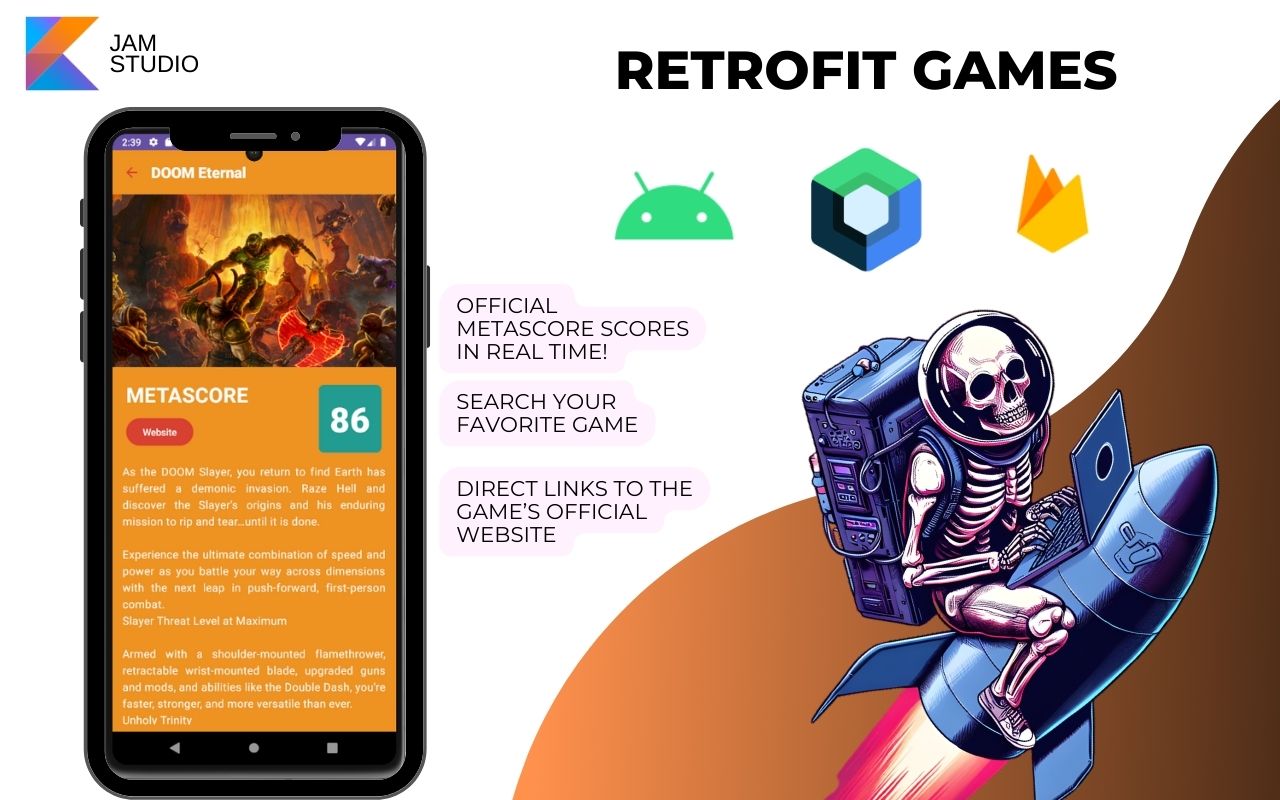 JAM
STUDIO
RETROFIT GAMES
2:39
DOOM Eternal
METASCORE
86
Website
As the DOOM Slayer, you return to find Earth has
suffered a demonic invasion. Raze Hell and
discover the Slayer's origins and his enduring
mission to rip and tear…until it is done.
Experience the ultimate combination of speed and
power as you battle your way across dimensions
with the next leap in push-forward, first-person
combat.
Slayer Threat Level at Maximum
Armed with a shoulder-mounted flamethrower,
retractable wrist-mounted blade, upgraded guns
and mods, and abilities like the Double Dash, you're
faster, stronger, and more versatile than ever.
Unholy Trinity
OFFICIAL
METASCORE SCORES
IN REAL TIME!
SEARCH YOUR
FAVORITE GAME
DIRECT LINKS TO THE
GAME'S OFFICIAL
WEBSITE